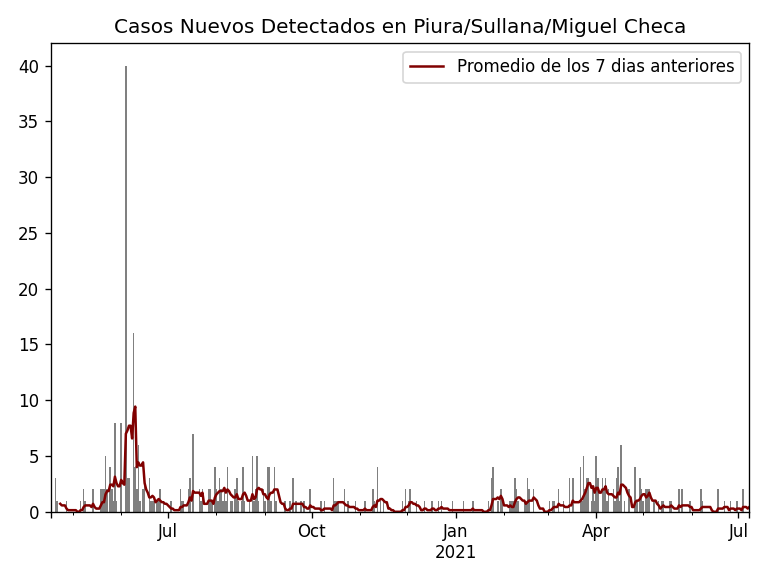 Casos Nuevos Detectados en Piura/Sullana/Miguel Checa
Promedio de los 7 dias anteriores
40
35
30
25
20
15
10
5
0
Jul
Oct
Jan
2021
Apr
Jul